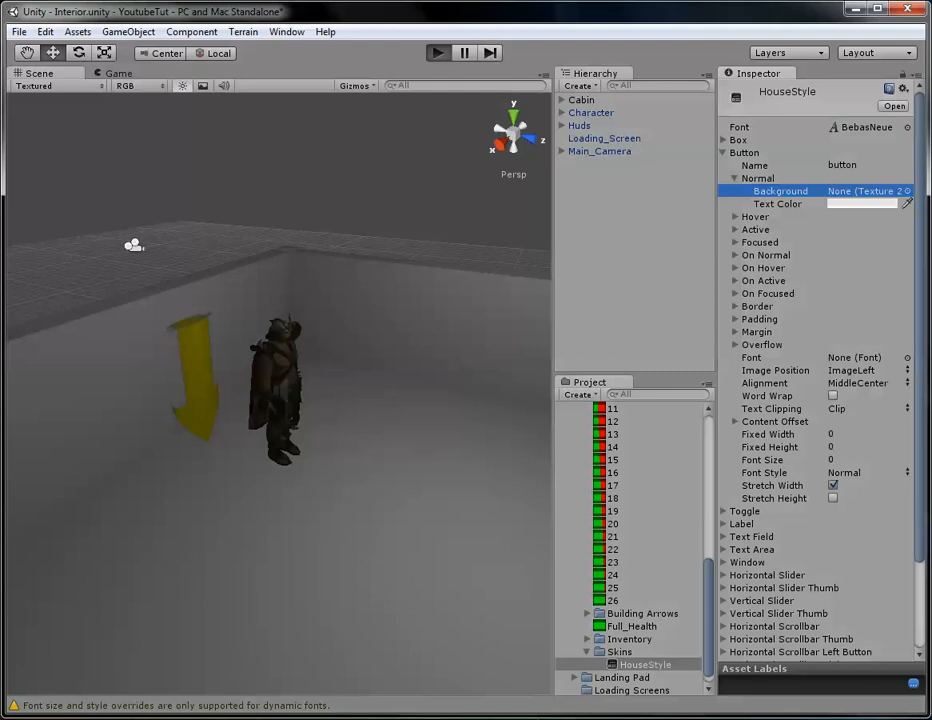 Unity - Interior.unity - YoutubeTut - PC and Mac Standalone*
File Edit Assets GameObject Component Terrain Window Help
Center Local Layers Layout
Scene Game
Textured RGB Gizmos All
y
x
z
Persp
Hierarchy
Create All
Cabin
Character
Huds
Loading_Screen
Main_Camera
Project
Create All
11
12
13
14
15
16
17
18
19
20
21
22
23
24
25
26
Building Arrows
Full_Health
Inventory
Skins
HouseStyle
Landing Pad
Loading Screens
Inspector
HouseStyle
Open
Font BebasNeue
Box
Button
Name button
Normal
Background None (Texture 2
Text Color
Hover
Active
Focused
On Normal
On Hover
On Active
On Focused
Border
Padding
Margin
Overflow
Font None (Font)
Image Position ImageLeft
Alignment MiddleCenter
Word Wrap
Text Clipping Clip
Content Offset
Fixed Width 0
Fixed Height 0
Font Size 0
Font Style Normal
Stretch Width
Stretch Height
Toggle
Label
Text Field
Text Area
Window
Horizontal Slider
Horizontal Slider Thumb
Vertical Slider
Vertical Slider Thumb
Horizontal Scrollbar
Horizontal Scrollbar Thumb
Horizontal Scrollbar Left Button
Asset Labels
Font size and style overrides are only supported for dynamic fonts.